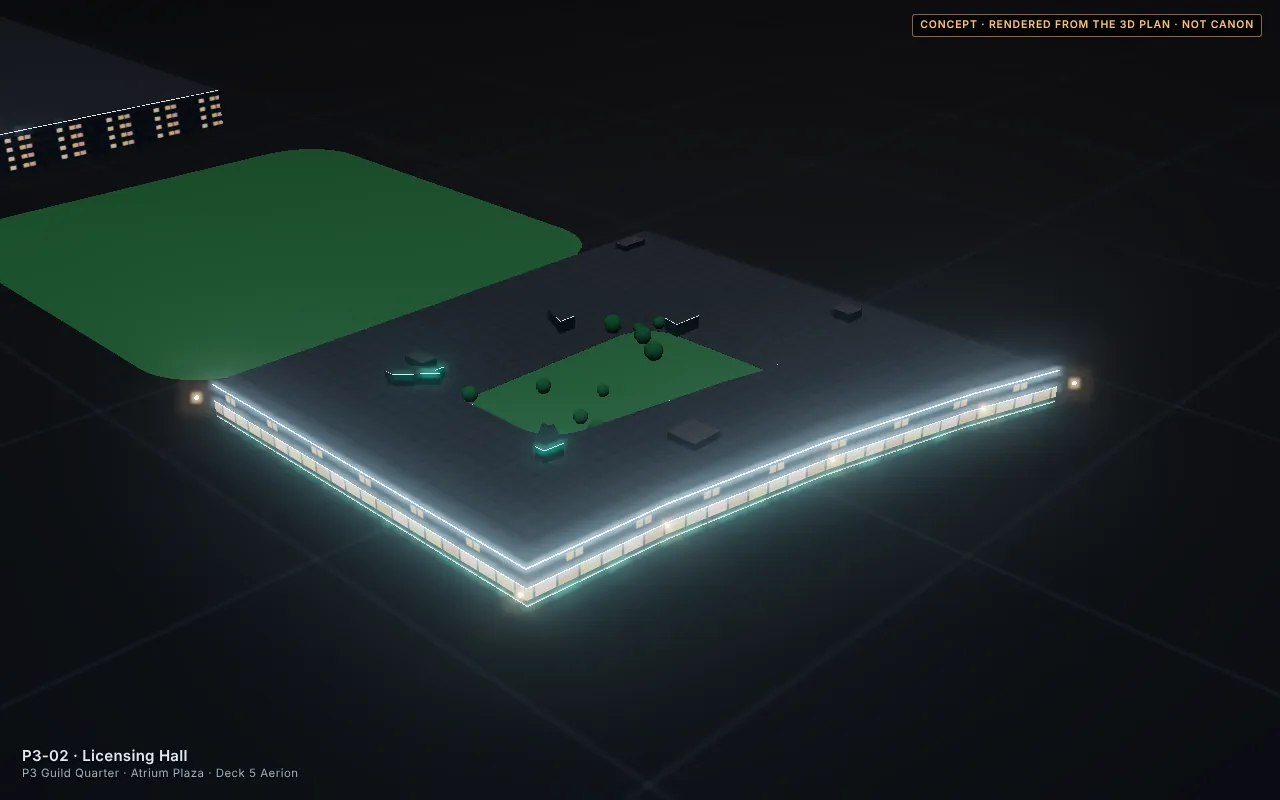 CONCEPT · RENDERED FROM THE 3D PLAN · NOT CANON
P3-02 · Licensing Hall
P3 Guild Quarter · Atrium Plaza · Deck 5 Aerion